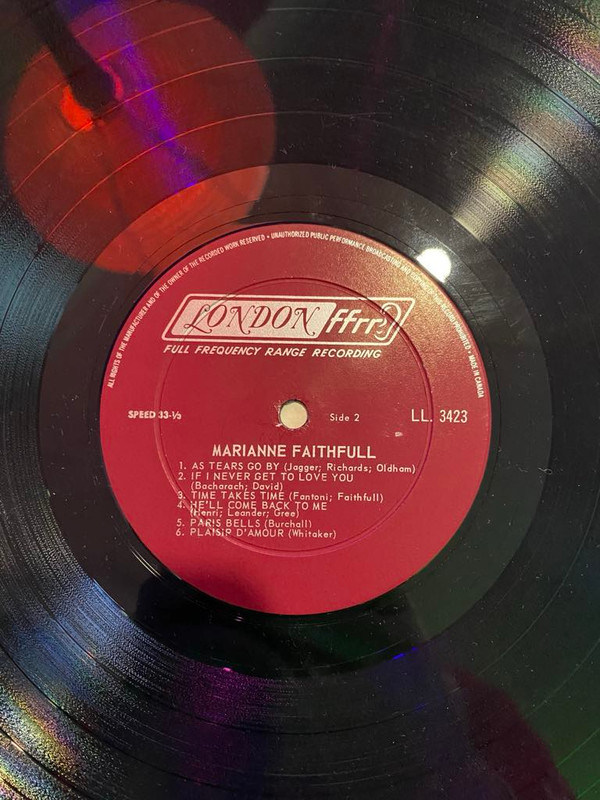 ALL RIGHTS OF THE MANUFACTURER AND OF THE OWNER OF THE RECORDED WORK RESERVED • UNAUTHORIZED PUBLIC PERFORMANCE BROADCASTING AND COPYING RECORD PROHIBITED • MADE IN CANADA
LONDON ffrr
FULL FREQUENCY RANGE RECORDING
SPEED 33-⅓ Side 2 LL. 3423
MARIANNE FAITHFULL
1. AS TEARS GO BY (Jagger; Richards; Oldham)
2. IF I NEVER GET TO LOVE YOU
(Bacharach; David)
3. TIME TAKES TIME (Fantoni; Faithfull)
4. HE'LL COME BACK TO ME
(Henri; Leander; Gree)
5. PARIS BELLS (Burchall)
6. PLAISIR D'AMOUR (Whitaker)